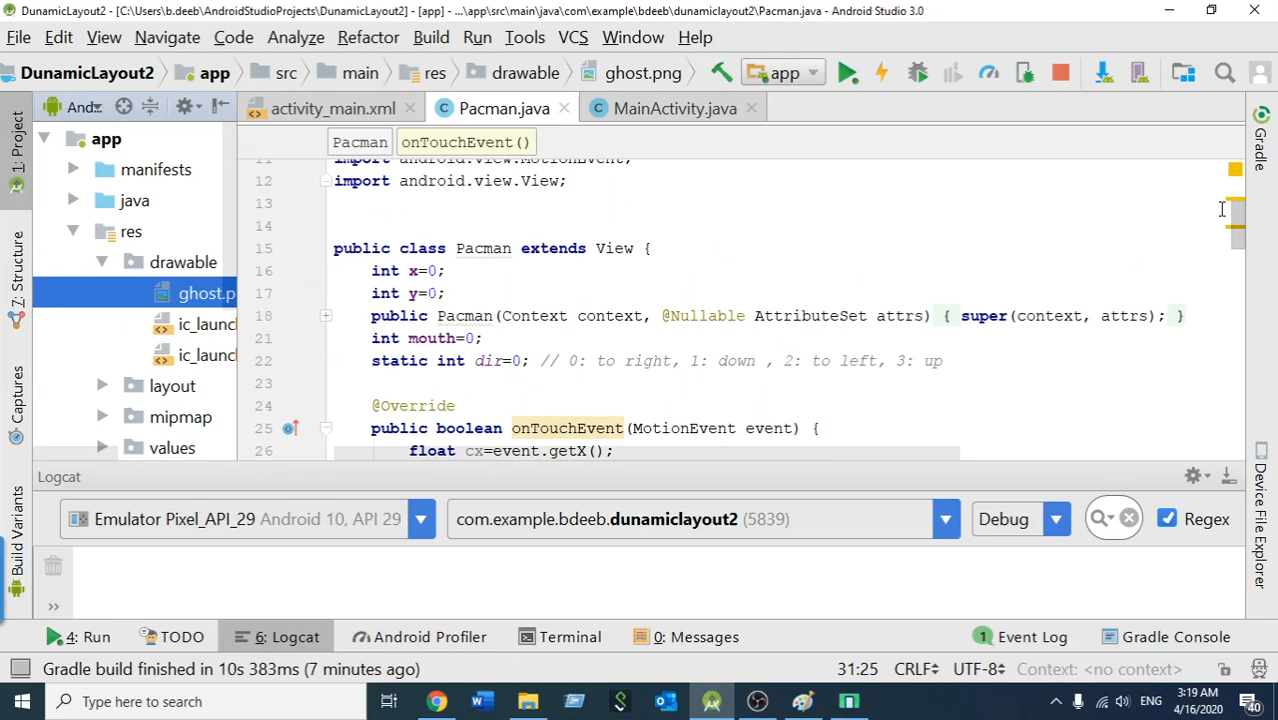 DunamicLayout2 - [C:\Users\b.deeb\AndroidStudioProjects\DunamicLayout2] - [app] - ...\app\src\main\java\com\example\bdeeb\dunamiclayout2\Pacman.java - Android Studio 3.0
File Edit View Navigate Code Analyze Refactor Build Run Tools VCS Window Help
DunamicLayout2 app src main res drawable ghost.png app
And activity_main.xml Pacman.java MainActivity.java
Pacman onTouchEvent()
1: Project
7: Structure
Captures
Build Variants
app
manifests
java
res
drawable
ghost.p
ic_launc
ic_launc
layout
mipmap
values
11 import android.view.MotionEvent;
12 import android.view.View;
13
14
15 public class Pacman extends View {
16 int x=0;
17 int y=0;
18 public Pacman(Context context, @Nullable AttributeSet attrs) { super(context, attrs); }
21 int mouth=0;
22 static int dir=0; // 0: to right, 1: down , 2: to left, 3: up
23
24 @Override
25 public boolean onTouchEvent(MotionEvent event) {
26 float cx=event.getX();
Gradle
Device File Explorer
Logcat
Emulator Pixel_API_29 Android 10, API 29 com.example.bdeeb.dunamiclayout2 (5839) Debug Regex
4: Run TODO 6: Logcat Android Profiler Terminal 0: Messages 1 Event Log Gradle Console
Gradle build finished in 10s 383ms (7 minutes ago) 31:25 CRLF UTF-8 Context: <no context>
Type here to search ENG 3:19 AM
4/16/2020 40